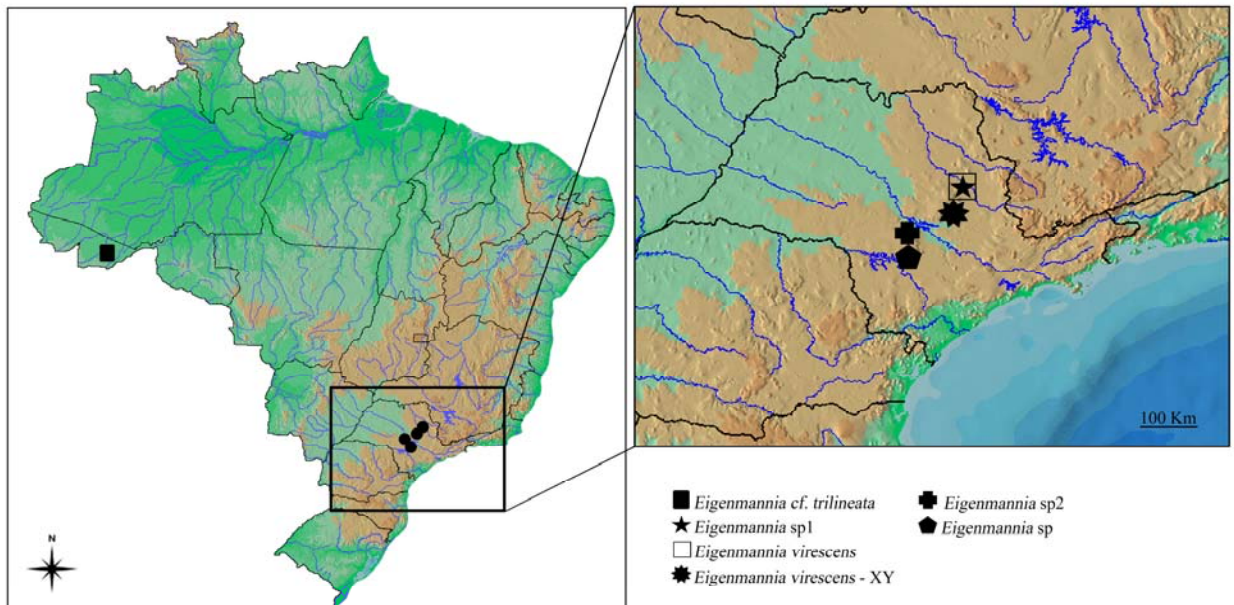 N
100 Km
Eigenmannia cf. trilineata
Eigenmannia sp1
Eigenmannia virescens
Eigenmannia virescens - XY
Eigenmannia sp2
Eigenmannia sp